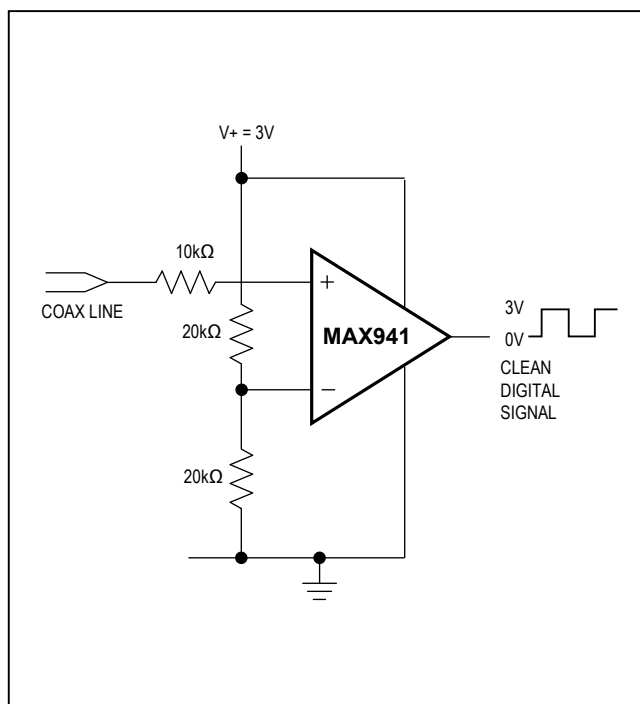 V+ = 3V
10kΩ
COAX LINE
20kΩ
+
MAX941
−
20kΩ
3V
0V
CLEAN
DIGITAL
SIGNAL